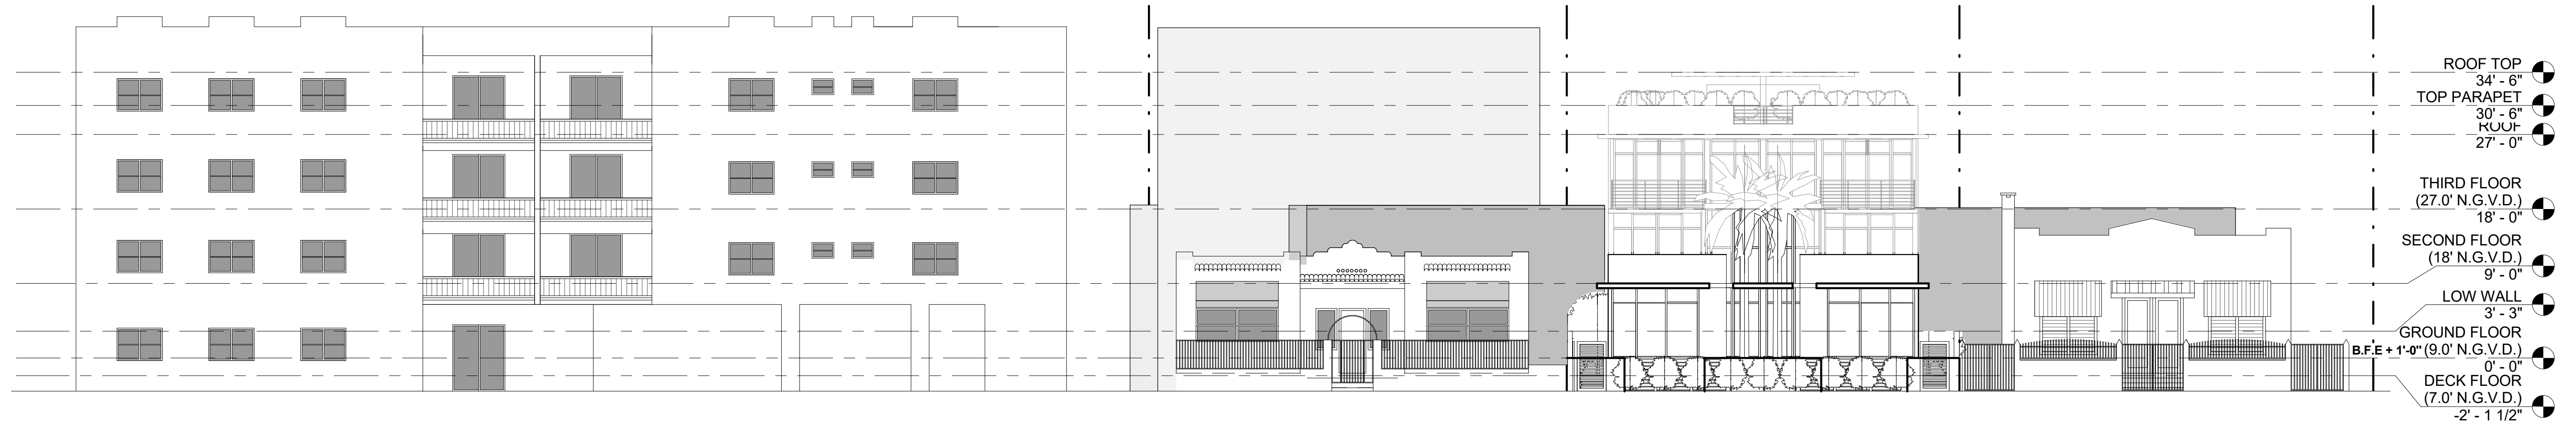 ROOF TOP
34' - 6"
TOP PARAPET
30' - 6"
ROOF
27' - 0"
THIRD FLOOR
(27.0' N.G.V.D.)
18' - 0"
SECOND FLOOR
(18' N.G.V.D.)
9' - 0"
LOW WALL
3' - 3"
GROUND FLOOR
B.F.E + 1'-0" (9.0' N.G.V.D.)
0' - 0"
DECK FLOOR
(7.0' N.G.V.D.)
-2' - 1 1/2"